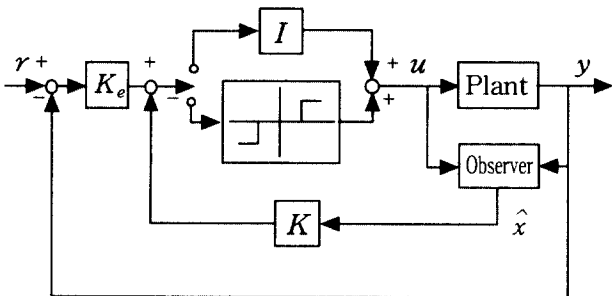 I
r + K_e + - + u Plant y
-
+
Observer
K x̂